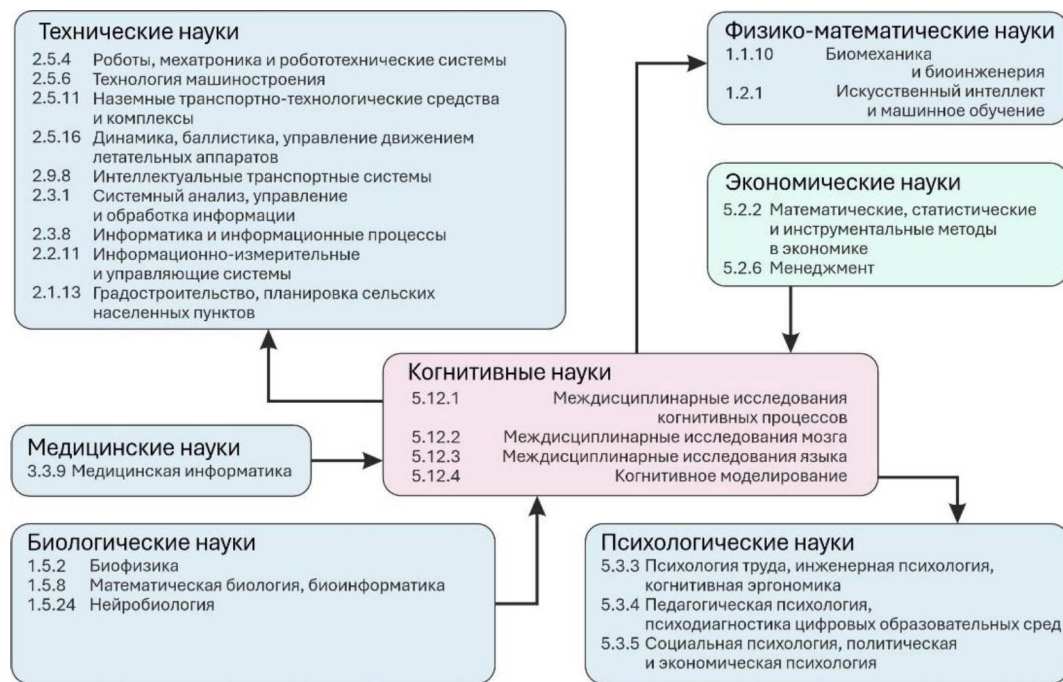 Технические науки
2.5.4 Роботы, мехатроника и робототехнические системы
2.5.6 Технология машиностроения
2.5.11 Наземные транспортно-технологические средства
и комплексы
2.5.16 Динамика, баллистика, управление движением
летательных аппаратов
2.9.8 Интеллектуальные транспортные системы
2.3.1 Системный анализ, управление
и обработка информации
2.3.8 Информатика и информационные процессы
2.2.11 Информационно-измерительные
и управляющие системы
2.1.13 Градостроительство, планировка сельских
населенных пунктов
Физико-математические науки
1.1.10 Биомеханика
и биоинженерия
1.2.1 Искусственный интеллект
и машинное обучение
Экономические науки
5.2.2 Математические, статистические
и инструментальные методы
в экономике
5.2.6 Менеджмент
Когнитивные науки
5.12.1 Междисциплинарные исследования
когнитивных процессов
5.12.2 Междисциплинарные исследования мозга
5.12.3 Междисциплинарные исследования языка
5.12.4 Когнитивное моделирование
Медицинские науки
3.3.9 Медицинская информатика
Биологические науки
1.5.2 Биофизика
1.5.8 Математическая биология, биоинформатика
1.5.24 Нейробиология
Психологические науки
5.3.3 Психология труда, инженерная психология,
когнитивная эргономика
5.3.4 Педагогическая психология,
психодиагностика цифровых образовательных сред
5.3.5 Социальная психология, политическая
и экономическая психология